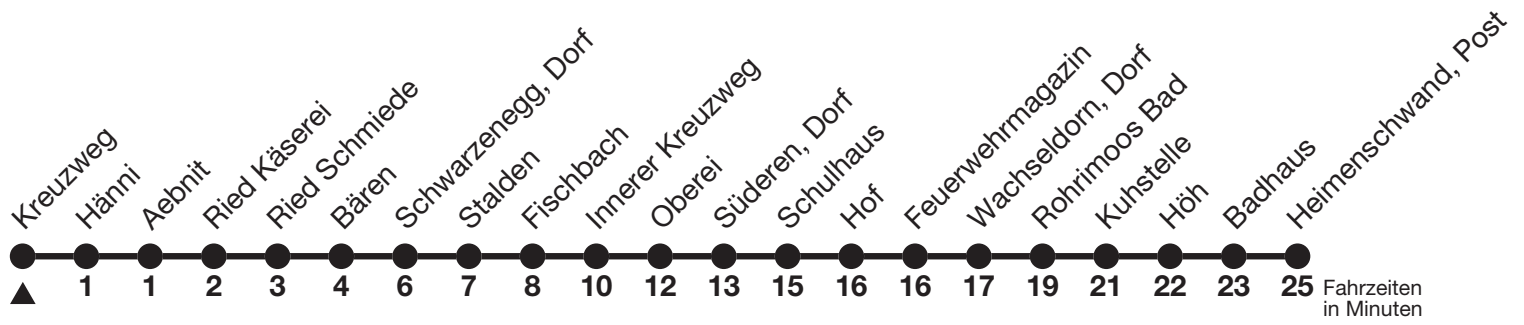 Kreuzweg
Hänni
Aebnit
Ried Käserei
Ried Schmiede
Bären
Schwarzenegg, Dorf
Stalden
Fischbach
Innerer Kreuzweg
Oberei
Süderen, Dorf
Schulhaus
Hof
Feuerwehrmagazin
Wachseldorn, Dorf
Rohrimoos Bad
Kuhstelle
Höh
Badhaus
Heimenschwand, Post
1 1 2 3 4 6 7 8 10 12 13 15 16 16 17 19 21 22 23 25 Fahrzeiten
in Minuten